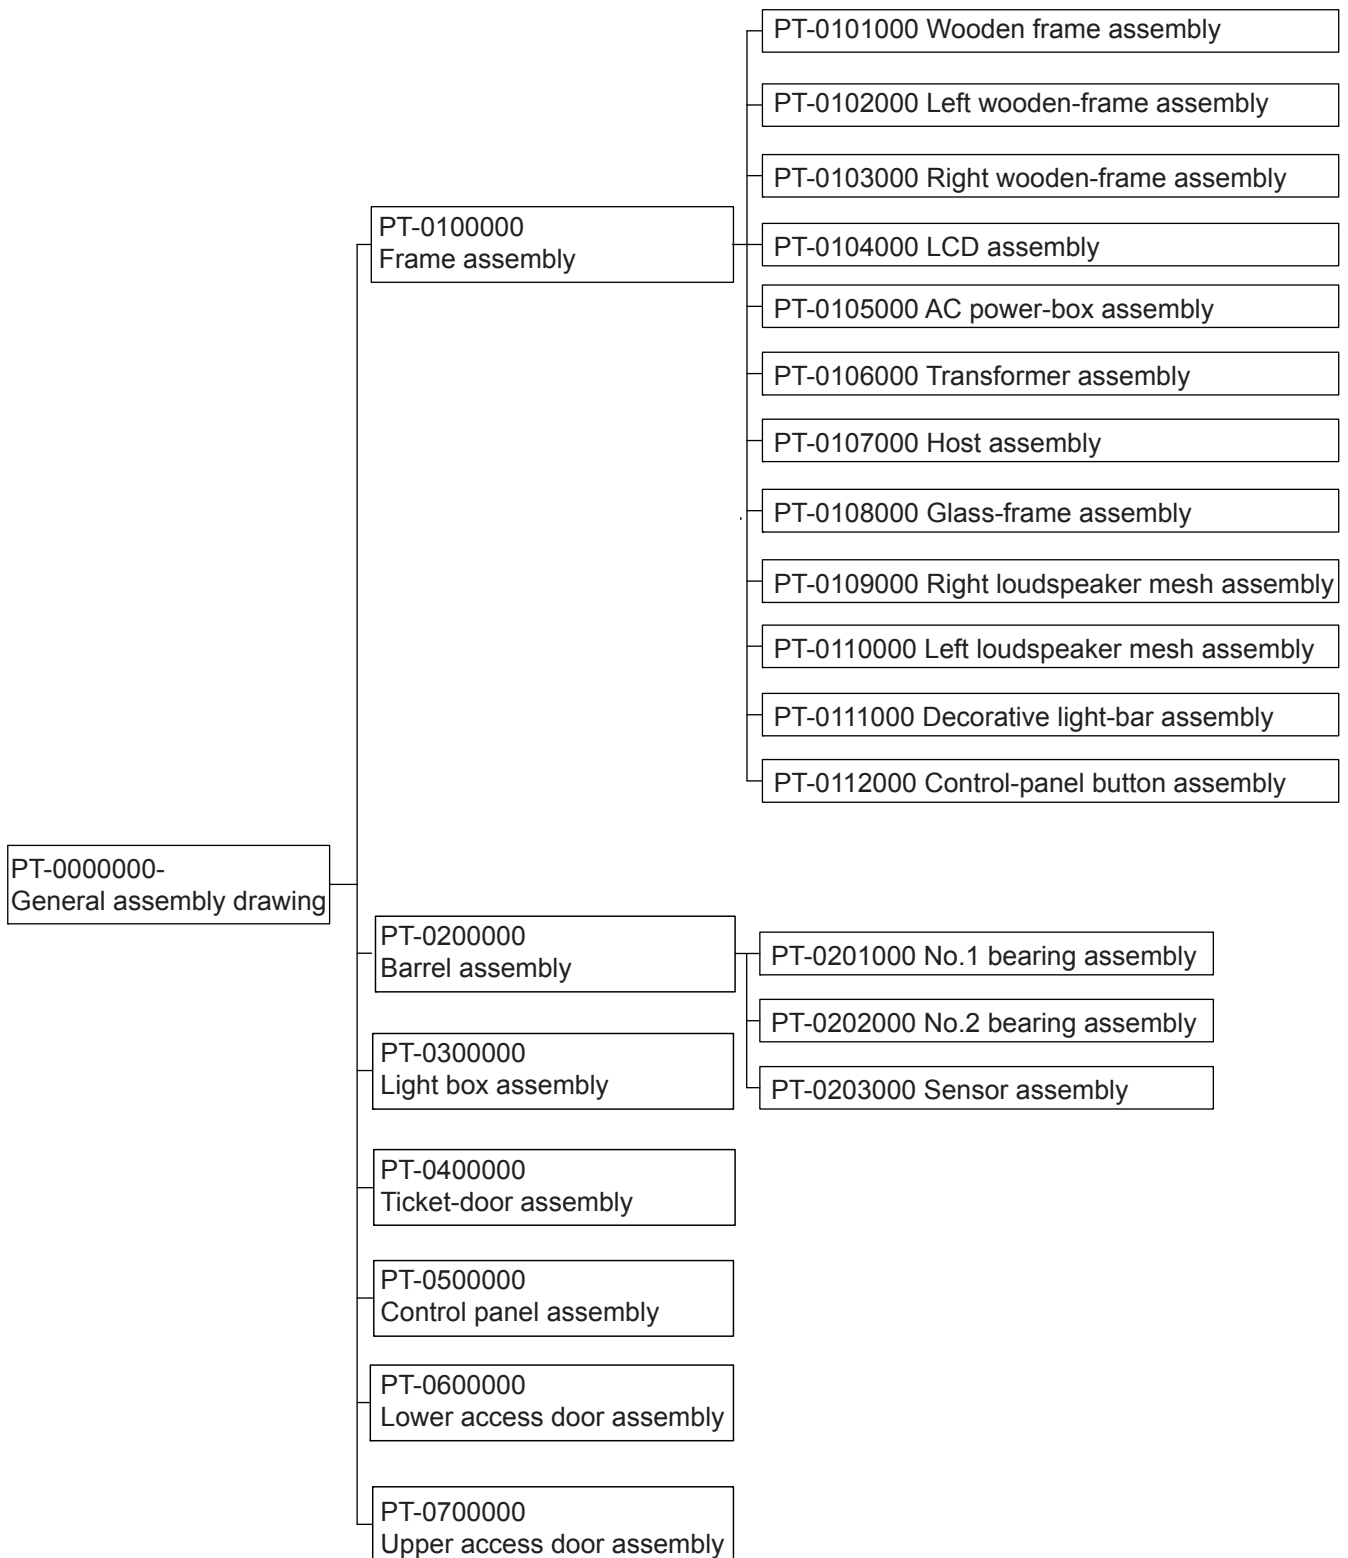 PT-0101000 Wooden frame assembly
PT-0102000 Left wooden-frame assembly
PT-0103000 Right wooden-frame assembly
PT-0100000
Frame assembly
PT-0104000 LCD assembly
PT-0105000 AC power-box assembly
PT-0106000 Transformer assembly
PT-0107000 Host assembly
PT-0108000 Glass-frame assembly
PT-0109000 Right loudspeaker mesh assembly
PT-0110000 Left loudspeaker mesh assembly
PT-0111000 Decorative light-bar assembly
PT-0112000 Control-panel button assembly
PT-0000000-
General assembly drawing
PT-0200000
Barrel assembly
PT-0201000 No.1 bearing assembly
PT-0202000 No.2 bearing assembly
PT-0203000 Sensor assembly
PT-0300000
Light box assembly
PT-0400000
Ticket-door assembly
PT-0500000
Control panel assembly
PT-0600000
Lower access door assembly
PT-0700000
Upper access door assembly